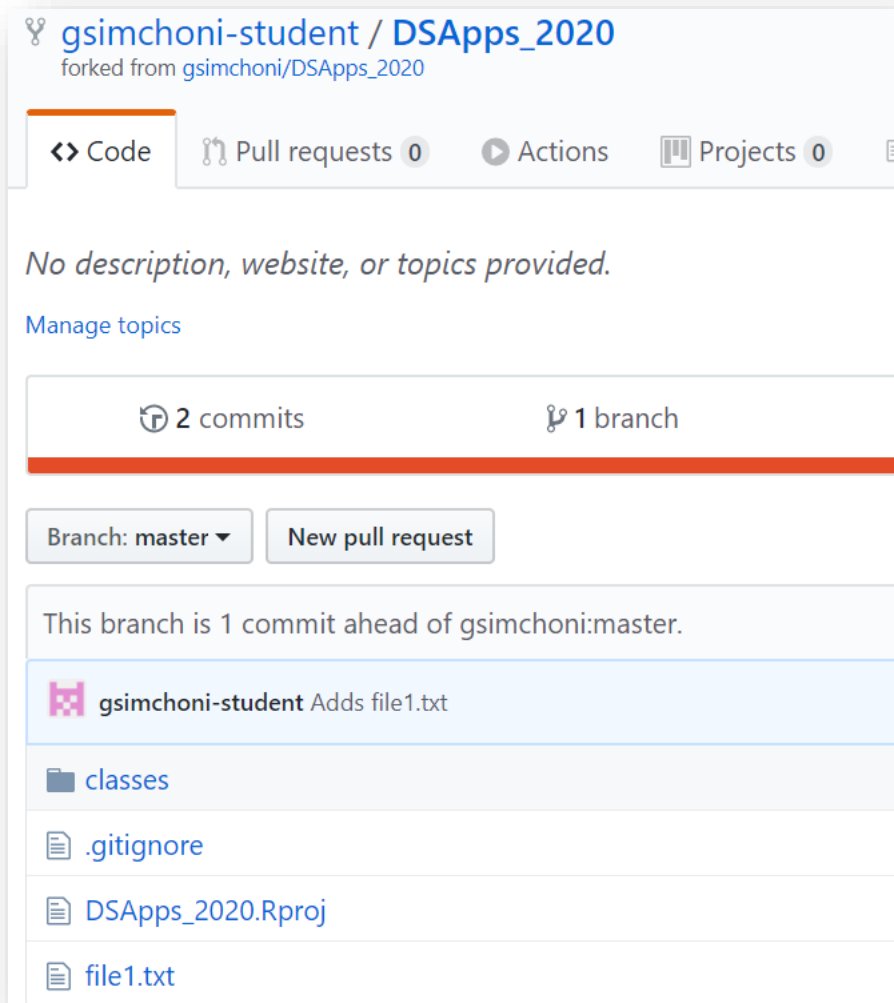 gsimchoni-student / DSApps_2020
forked from gsimchoni/DSApps_2020
Code Pull requests 0 Actions Projects 0
No description, website, or topics provided.
Manage topics
2 commits 1 branch
Branch: master New pull request
This branch is 1 commit ahead of gsimchoni:master.
gsimchoni-student Adds file1.txt
classes
.gitignore
DSApps_2020.Rproj
file1.txt